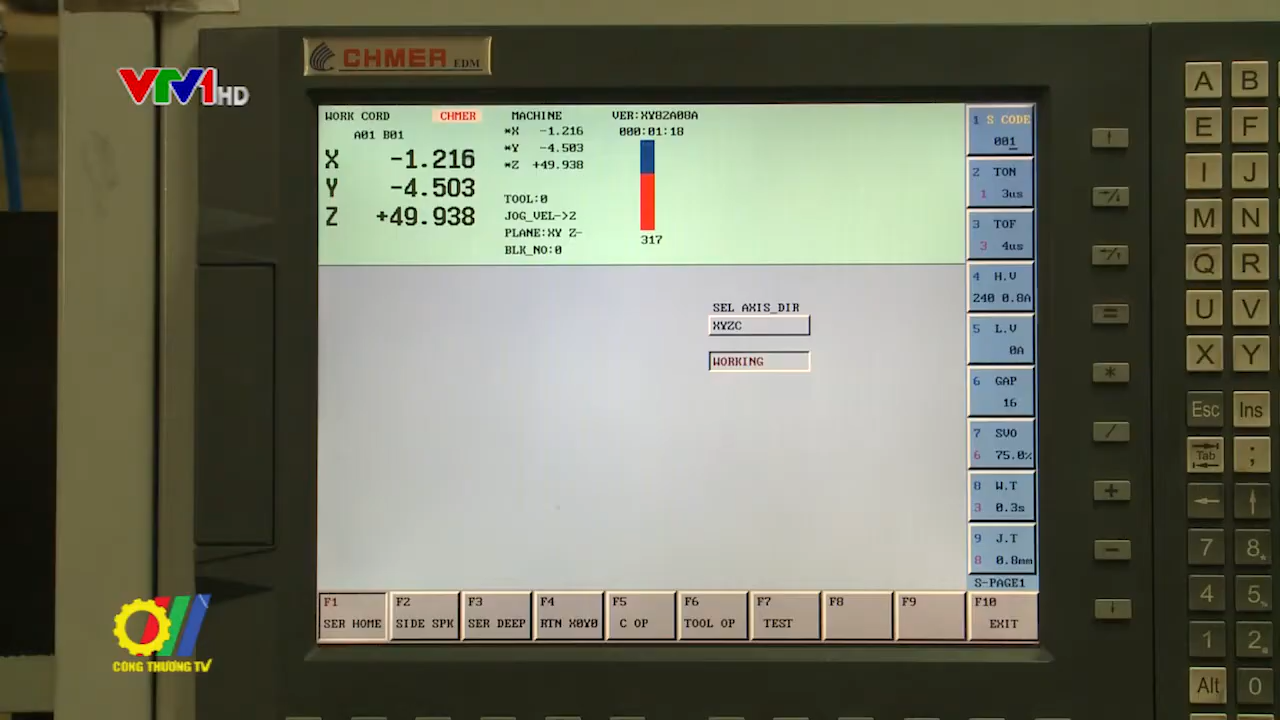 VTV1HD
CHMER EDM
WORK CORD CHMER
A01 B01
X -1.216
Y -4.503
Z +49.938
MACHINE
*X -1.216
*Y -4.503
*Z +49.938
TOOL:0
JOG_VEL->2
PLANE:XY Z-
BLK_NO:0
VER:XY82A08A
000:01:18
317
SEL AXIS_DIR
XYZC
WORKING
1 S CODE
001
2 TON
1 3us
3 TOF
3 4us
4 H.V
240 0.8A
5 L.V
0A
6 GAP
16
7 SVO
6 75.0%
8 W.T
3 0.3s
9 J.T
8 0.8mm
S-PAGE1
F1 SER HOME
F2 SIDE SPK
F3 SER DEEP
F4 RTN X0Y0
F5 C OP
F6 TOOL OP
F7 TEST
F8
F9
F10 EXIT
=
*
/
+
-
A B
E F
I J
M N
Q R
U V
X Y
Esc Ins
Tab ;
7 8
4 5
1 2
Alt 0
CÔNG THƯƠNG TV